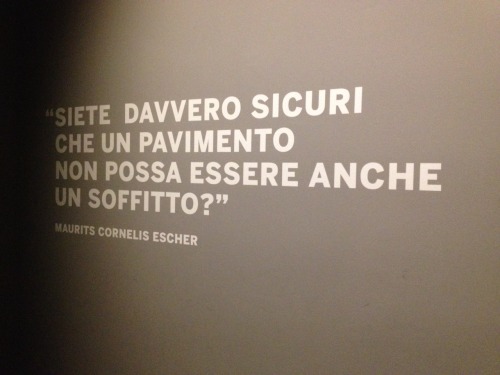 “SIETE DAVVERO SICURI
CHE UN PAVIMENTO
NON POSSA ESSERE ANCHE
UN SOFFITTO?”
MAURITS CORNELIS ESCHER